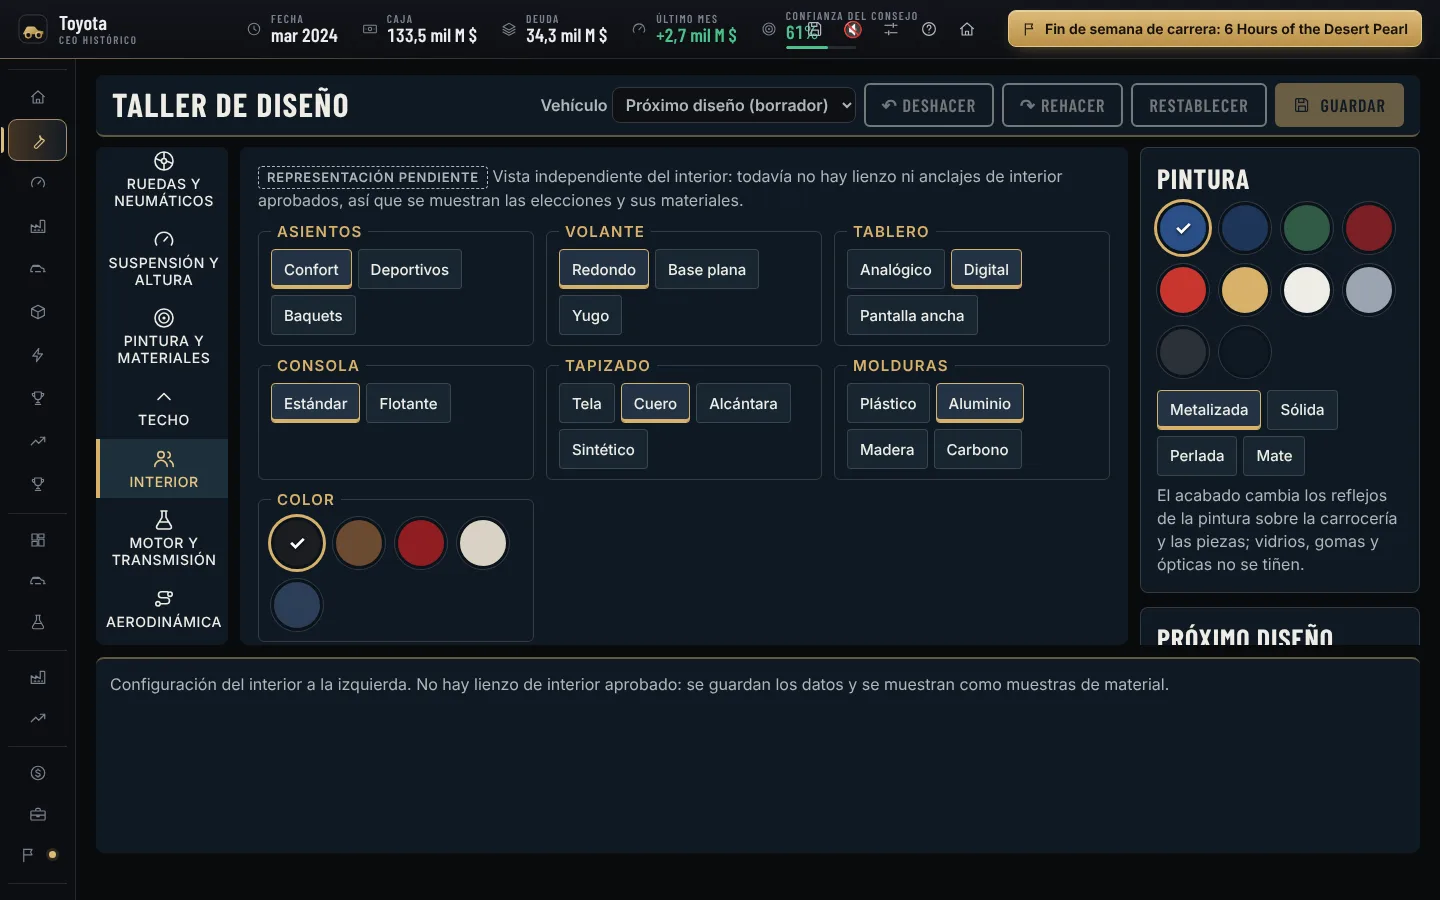 Toyota
CEO HISTÓRICO
FECHA
mar 2024
CAJA
133,5 mil M $
DEUDA
34,3 mil M $
ÚLTIMO MES
+2,7 mil M $
CONFIANZA DEL CONSEJO
61%
Fin de semana de carrera: 6 Hours of the Desert Pearl
TALLER DE DISEÑO
Vehículo
Próximo diseño (borrador)
↶ DESHACER
↷ REHACER
RESTABLECER
GUARDAR
RUEDAS Y
NEUMÁTICOS
SUSPENSIÓN Y
ALTURA
PINTURA Y
MATERIALES
TECHO
INTERIOR
MOTOR Y
TRANSMISIÓN
AERODINÁMICA
REPRESENTACIÓN PENDIENTE Vista independiente del interior: todavía no hay lienzo ni anclajes de interior
aprobados, así que se muestran las elecciones y sus materiales.
ASIENTOS
Confort
Deportivos
Baquets
VOLANTE
Redondo
Base plana
Yugo
TABLERO
Analógico
Digital
Pantalla ancha
CONSOLA
Estándar
Flotante
TAPIZADO
Tela
Cuero
Alcántara
Sintético
MOLDURAS
Plástico
Aluminio
Madera
Carbono
COLOR
PINTURA
Metalizada
Sólida
Perlada
Mate
El acabado cambia los reflejos
de la pintura sobre la carrocería
y las piezas; vidrios, gomas y
ópticas no se tiñen.
PRÓXIMO DISEÑO
Configuración del interior a la izquierda. No hay lienzo de interior aprobado: se guardan los datos y se muestran como muestras de material.